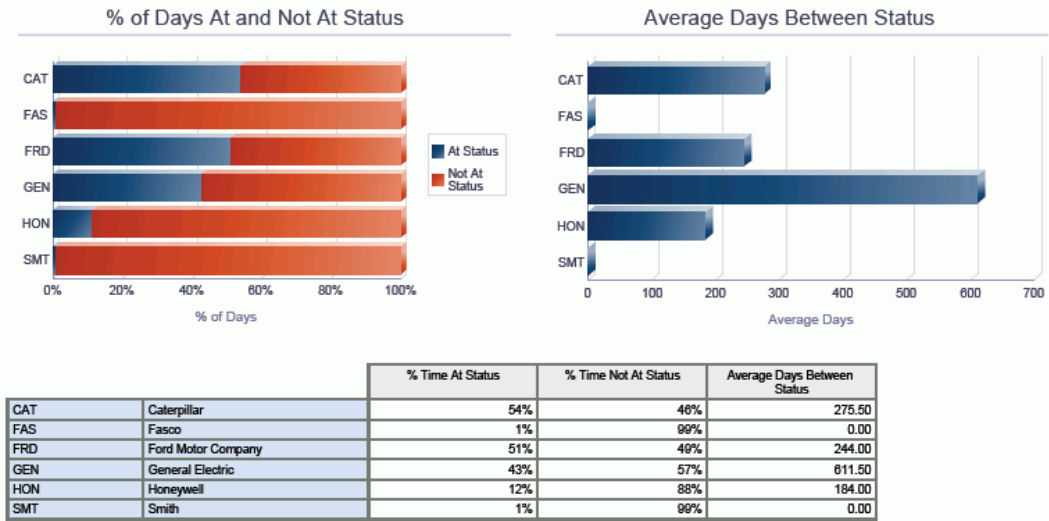 % of Days At and Not At Status
CAT
FAS
FRD
GEN
HON
SMT
0% 20% 40% 60% 80% 100%
% of Days
At Status
Not At
Status
Average Days Between Status
CAT
FAS
FRD
GEN
HON
SMT
0 100 200 300 400 500 600 700
Average Days
% Time At Status % Time Not At Status Average Days Between
Status
CAT Caterpillar 54% 46% 275.50
FAS Fasco 1% 99% 0.00
FRD Ford Motor Company 51% 49% 244.00
GEN General Electric 43% 57% 611.50
HON Honeywell 12% 88% 184.00
SMT Smith 1% 99% 0.00